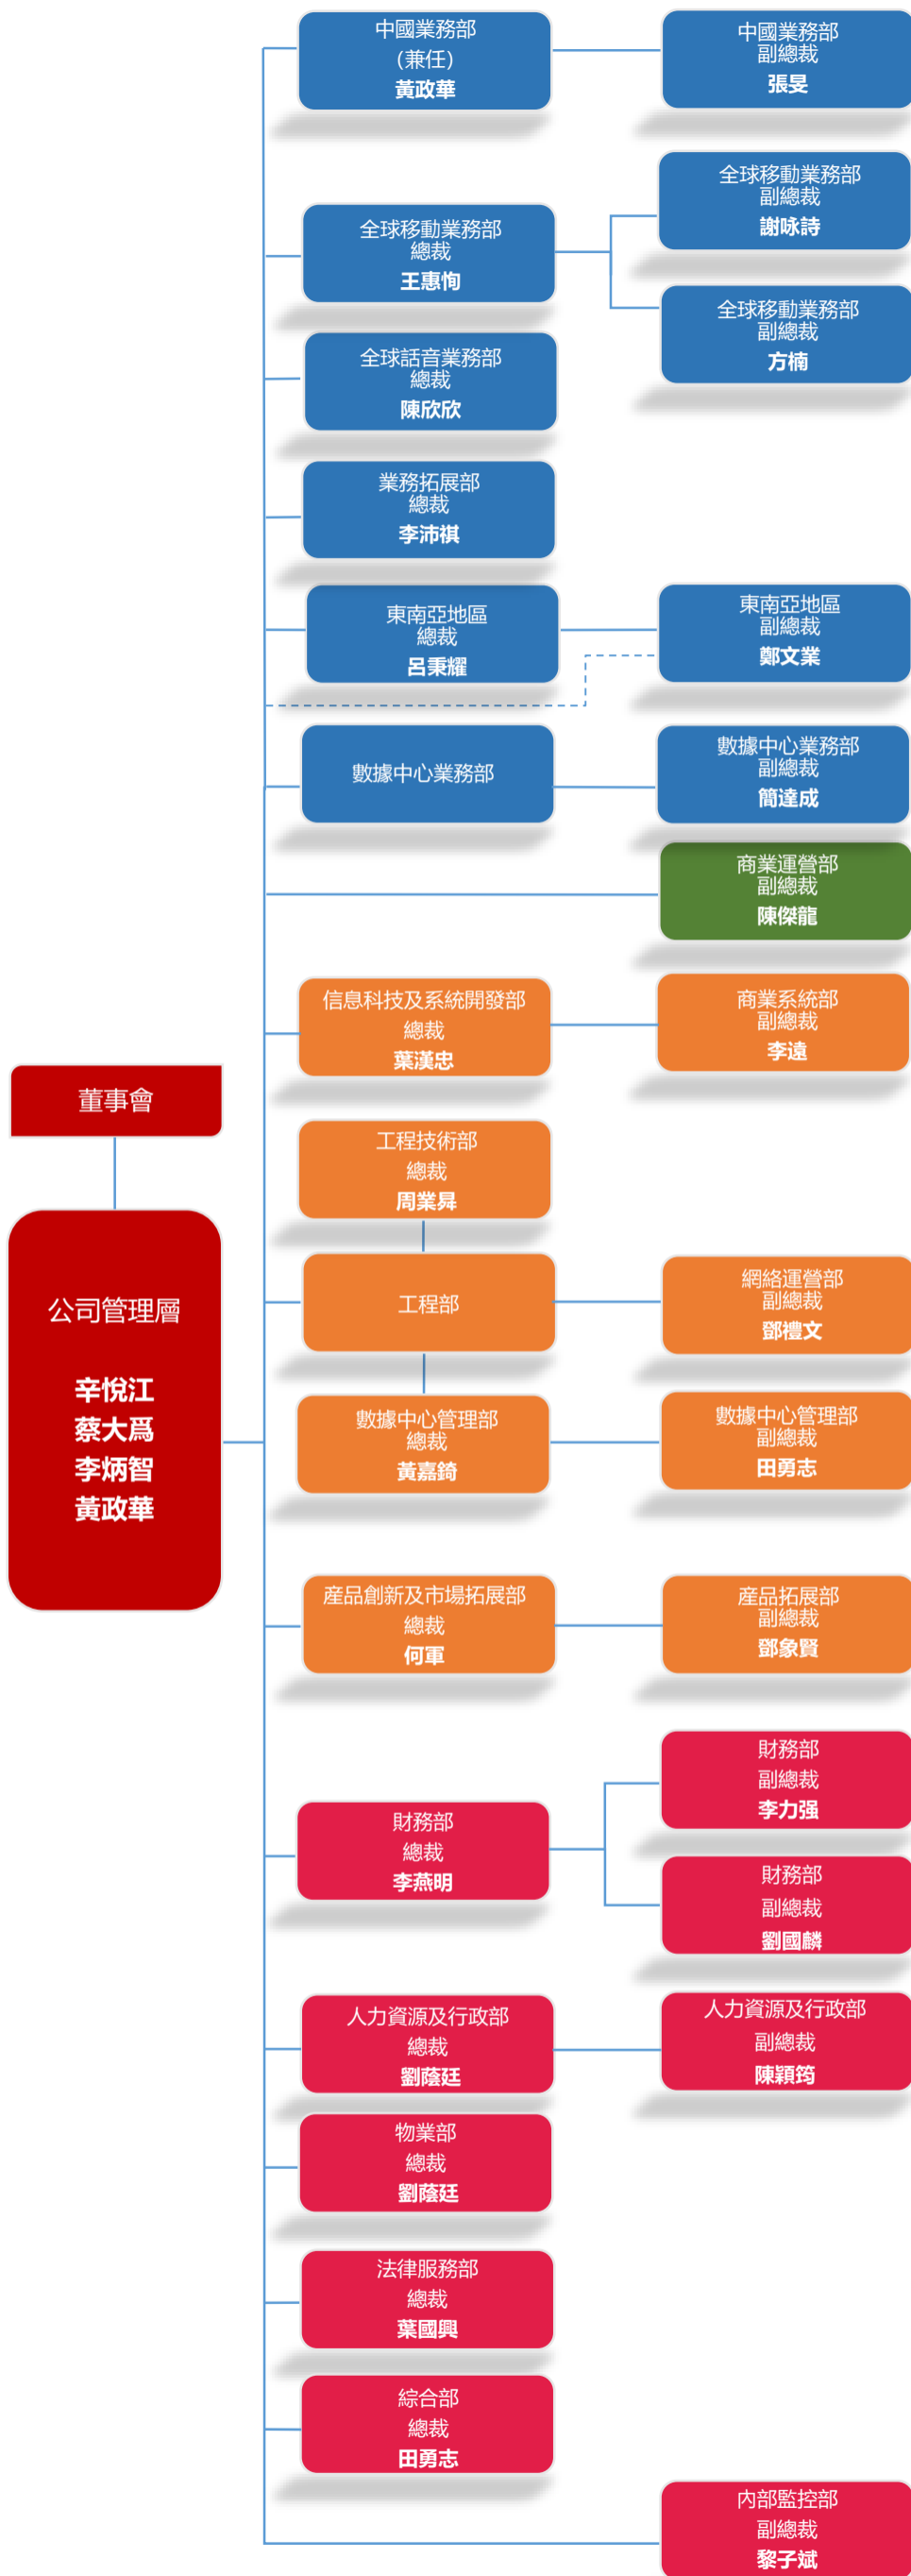 中國業務部
（兼任）
黃政華
中國業務部
副總裁
張旻
全球移動業務部
總裁
王惠恂
全球移動業務部
副總裁
謝咏詩
全球移動業務部
副總裁
方楠
全球話音業務部
總裁
陳欣欣
業務拓展部
總裁
李沛祺
東南亞地區
總裁
呂秉耀
東南亞地區
副總裁
鄭文業
數據中心業務部
數據中心業務部
副總裁
簡達成
商業運營部
副總裁
陳傑龍
信息科技及系統開發部
總裁
葉漢忠
商業系統部
副總裁
李遠
董事會
公司管理層
辛悅江
蔡大爲
李炳智
黃政華
工程技術部
總裁
周業舜
工程部
網絡運營部
副總裁
鄧禮文
數據中心管理部
總裁
黃嘉錡
數據中心管理部
副總裁
田勇志
産品創新及市場拓展部
總裁
何軍
産品拓展部
副總裁
鄧象賢
財務部
總裁
李燕明
財務部
副總裁
李力强
財務部
副總裁
劉國麟
人力資源及行政部
總裁
劉蔭廷
人力資源及行政部
副總裁
陳穎筠
物業部
總裁
劉蔭廷
法律服務部
總裁
葉國興
綜合部
總裁
田勇志
內部監控部
副總裁
黎子斌